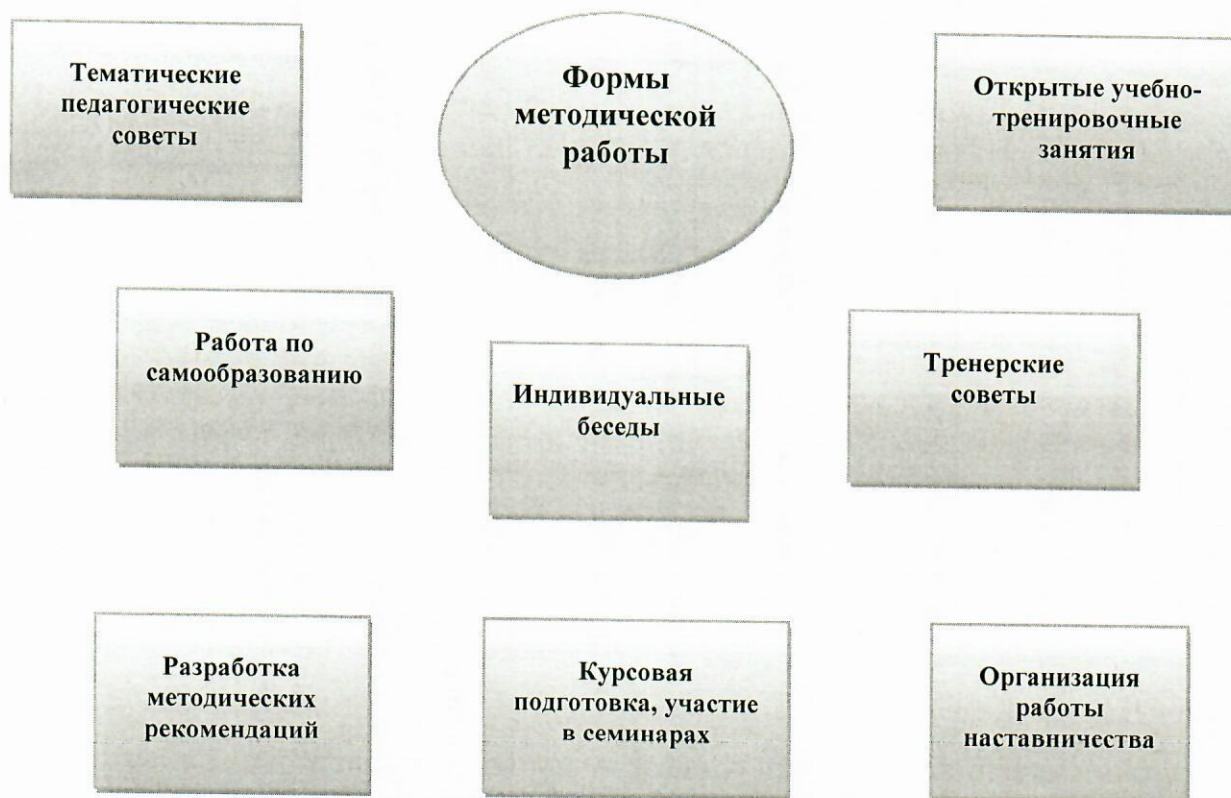 Тематические
педагогические
советы
Формы
методической
работы
Открытые учебно-
тренировочные
занятия
Работа по
самообразованию
Индивидуальные
беседы
Тренерские
советы
Разработка
методических
рекомендаций
Курсовая
подготовка, участие
в семинарах
Организация
работы
наставничества